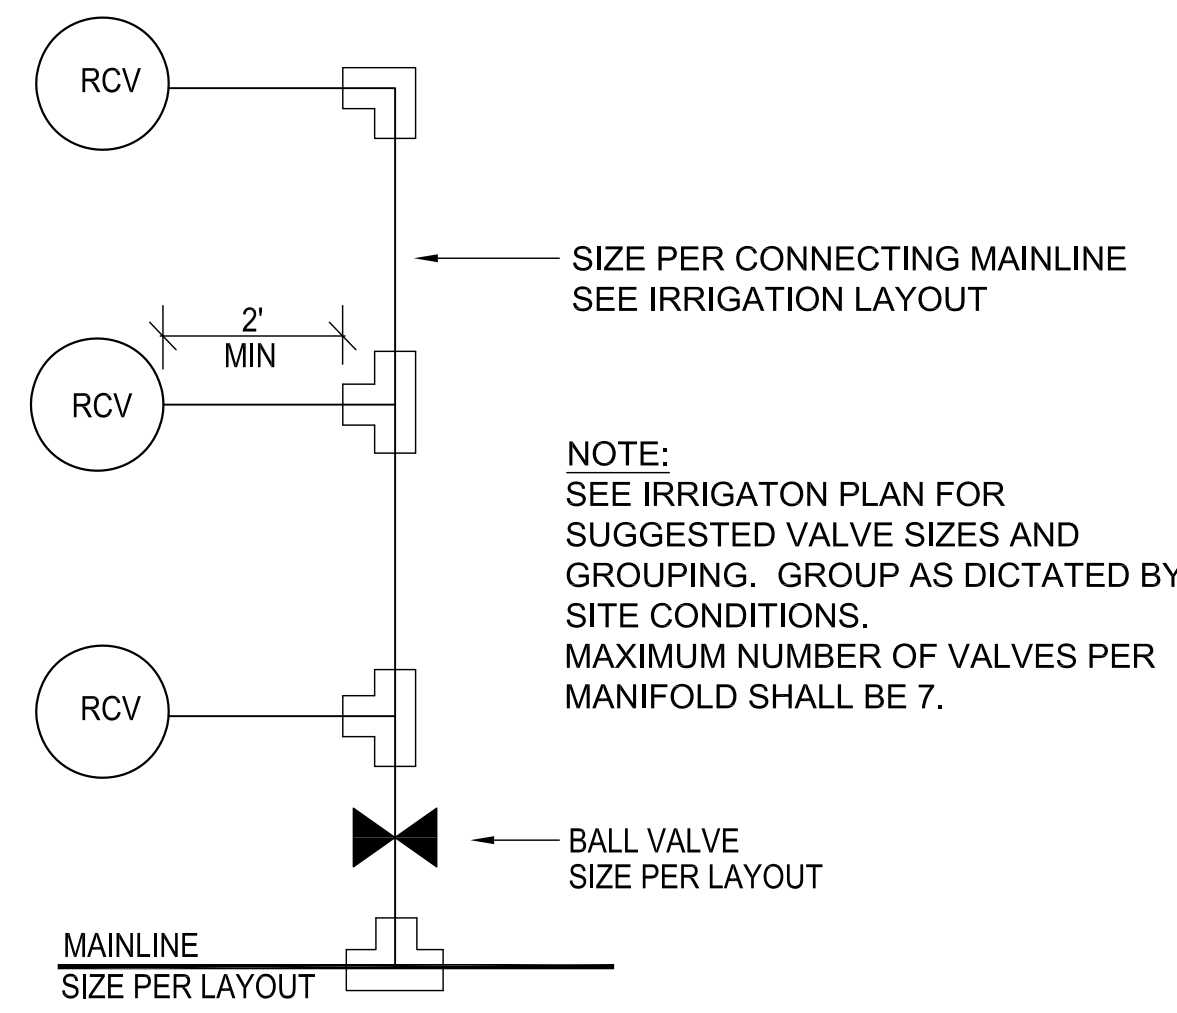 RCV
SIZE PER CONNECTING MAINLINE
SEE IRRIGATION LAYOUT
2'
MIN
RCV
NOTE:
SEE IRRIGATON PLAN FOR
SUGGESTED VALVE SIZES AND
GROUPING.  GROUP AS DICTATED BY
SITE CONDITIONS.
MAXIMUM NUMBER OF VALVES PER
MANIFOLD SHALL BE 7.
RCV
BALL VALVE
SIZE PER LAYOUT
MAINLINE
SIZE PER LAYOUT